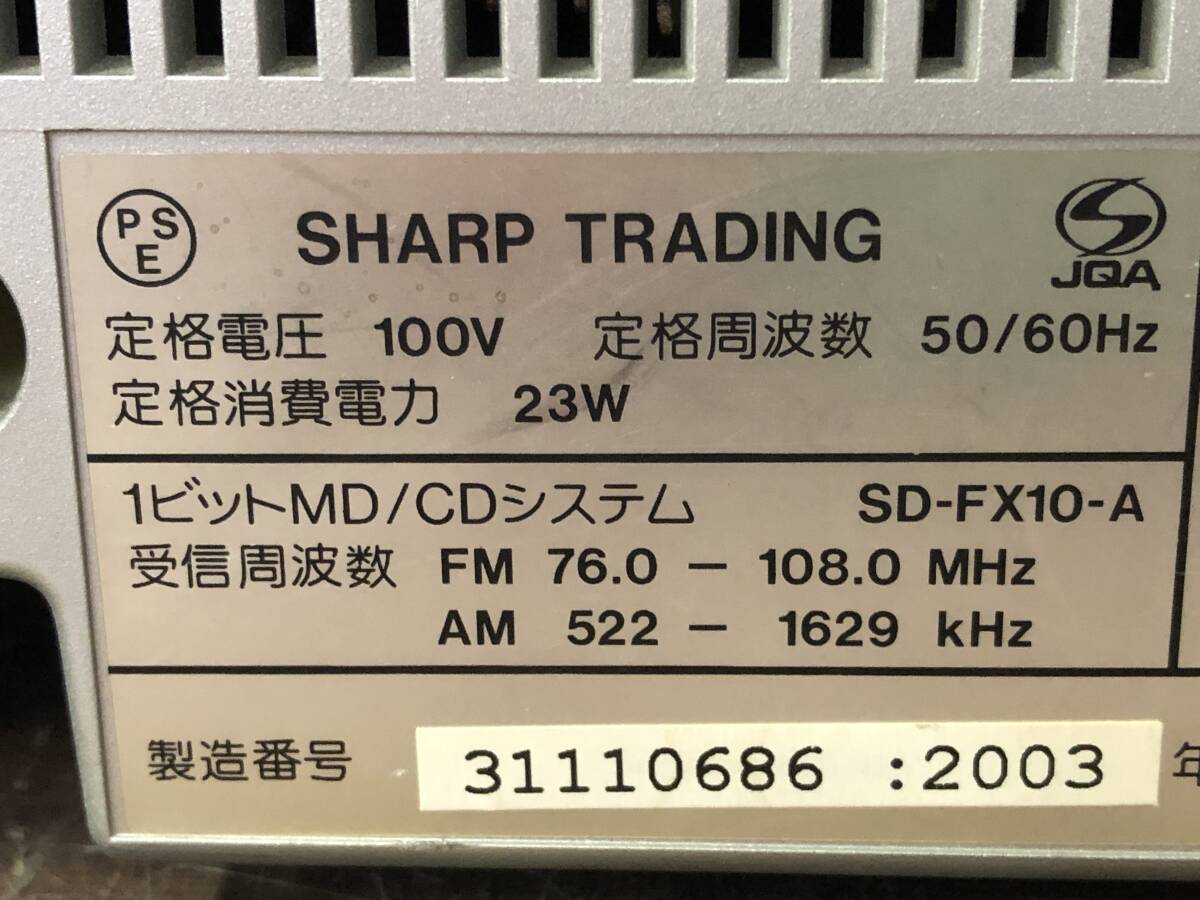 PSE SHARP TRADING JQA
定格電圧 100V 定格周波数 50/60Hz
定格消費電力 23W
1ビットMD/CDシステム SD-FX10-A
受信周波数 FM 76.0 － 108.0 MHz
AM 522 － 1629 kHz
製造番号 31110686 :2003 年